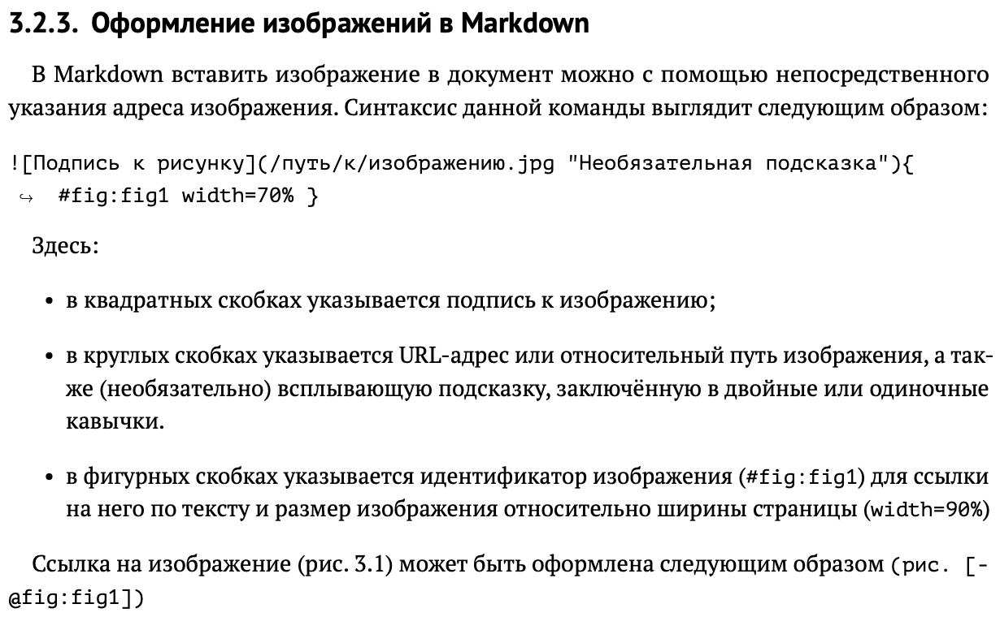 3.2.3. Оформление изображений в Markdown
В Markdown вставить изображение в документ можно с помощью непосредственного
указания адреса изображения. Синтаксис данной команды выглядит следующим образом:
![Подпись к рисунку](/путь/к/изображению.jpg "Необязательная подсказка"){
↪ #fig:fig1 width=70% }
Здесь:
• в квадратных скобках указывается подпись к изображению;
• в круглых скобках указывается URL-адрес или относительный путь изображения, а так-
же (необязательно) всплывающую подсказку, заключённую в двойные или одиночные
кавычки.
• в фигурных скобках указывается идентификатор изображения (#fig:fig1) для ссылки
на него по тексту и размер изображения относительно ширины страницы (width=90%)
Ссылка на изображение (рис. 3.1) может быть оформлена следующим образом (рис. [-
@fig:fig1])